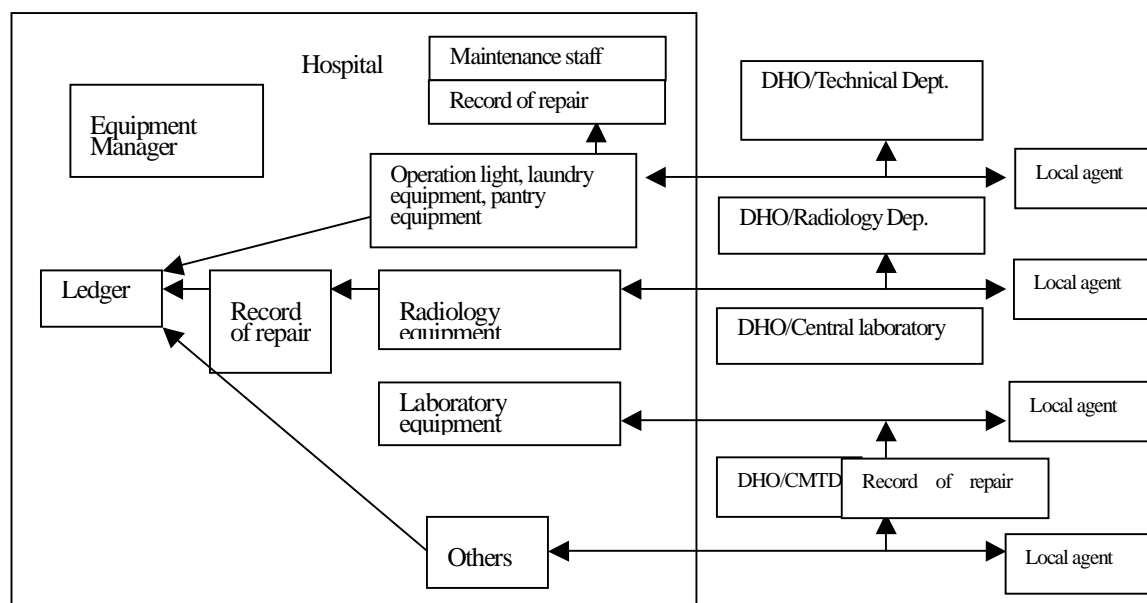 Hospital
Maintenance staff
Record of repair
Equipment
Manager
Operation light, laundry
equipment, pantry
equipment
Ledger
Record
of repair
Radiology
equipment
Laboratory
equipment
Others
DHO/Technical Dept.
Local agent
DHO/Radiology Dep.
Local agent
DHO/Central laboratory
Local agent
DHO/CMTD
Record of repair
Local agent